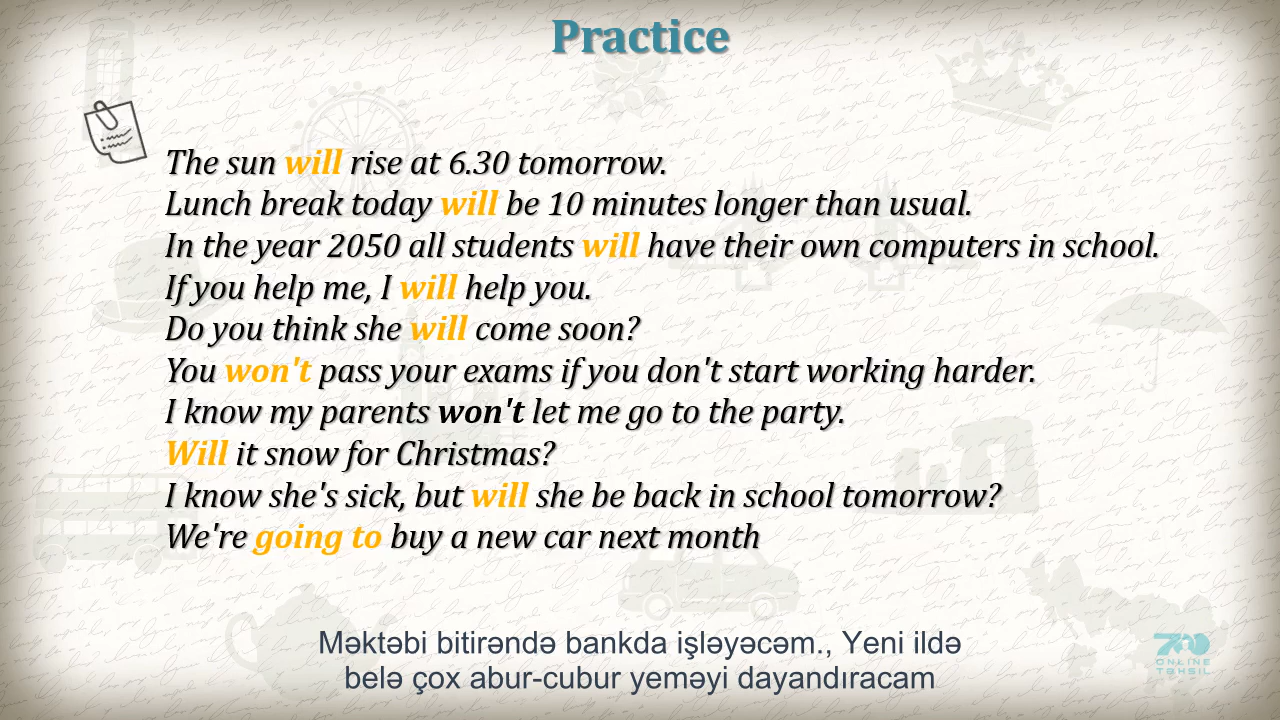 Practice
The sun will rise at 6.30 tomorrow.
Lunch break today will be 10 minutes longer than usual.
In the year 2050 all students will have their own computers in school.
If you help me, I will help you.
Do you think she will come soon?
You won't pass your exams if you don't start working harder.
I know my parents won't let me go to the party.
Will it snow for Christmas?
I know she's sick, but will she be back in school tomorrow?
We're going to buy a new car next month
Məktəbi bitirəndə bankda işləyəcəm., Yeni ildə
belə çox abur-cubur yeməyi dayandıracam
ONLINE
TƏHSİL